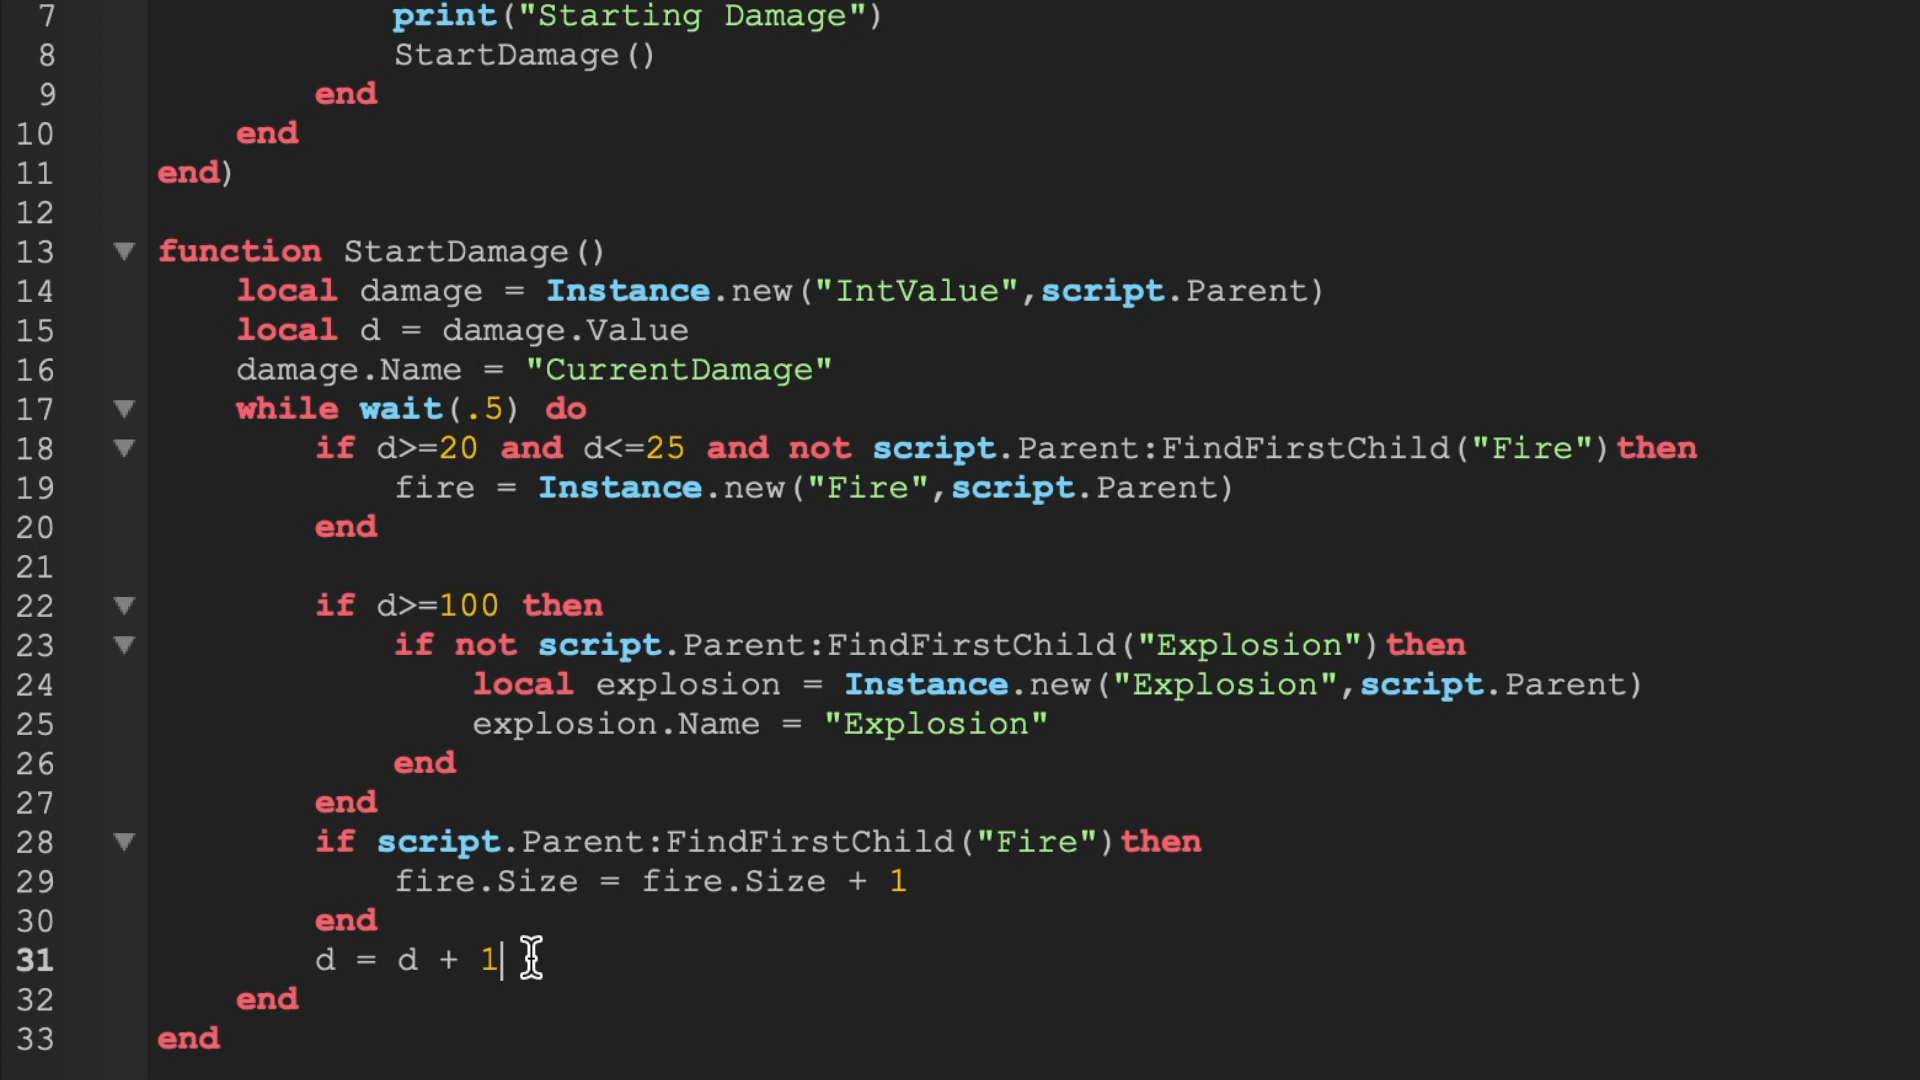 7 print("Starting Damage")
8 StartDamage()
9 end
10 end
11 end)
12
13 function StartDamage()
14 local damage = Instance.new("IntValue",script.Parent)
15 local d = damage.Value
16 damage.Name = "CurrentDamage"
17 while wait(.5) do
18 if d>=20 and d<=25 and not script.Parent:FindFirstChild("Fire")then
19 fire = Instance.new("Fire",script.Parent)
20 end
21
22 if d>=100 then
23 if not script.Parent:FindFirstChild("Explosion")then
24 local explosion = Instance.new("Explosion",script.Parent)
25 explosion.Name = "Explosion"
26 end
27 end
28 if script.Parent:FindFirstChild("Fire")then
29 fire.Size = fire.Size + 1
30 end
31 d = d + 1
32 end
33 end